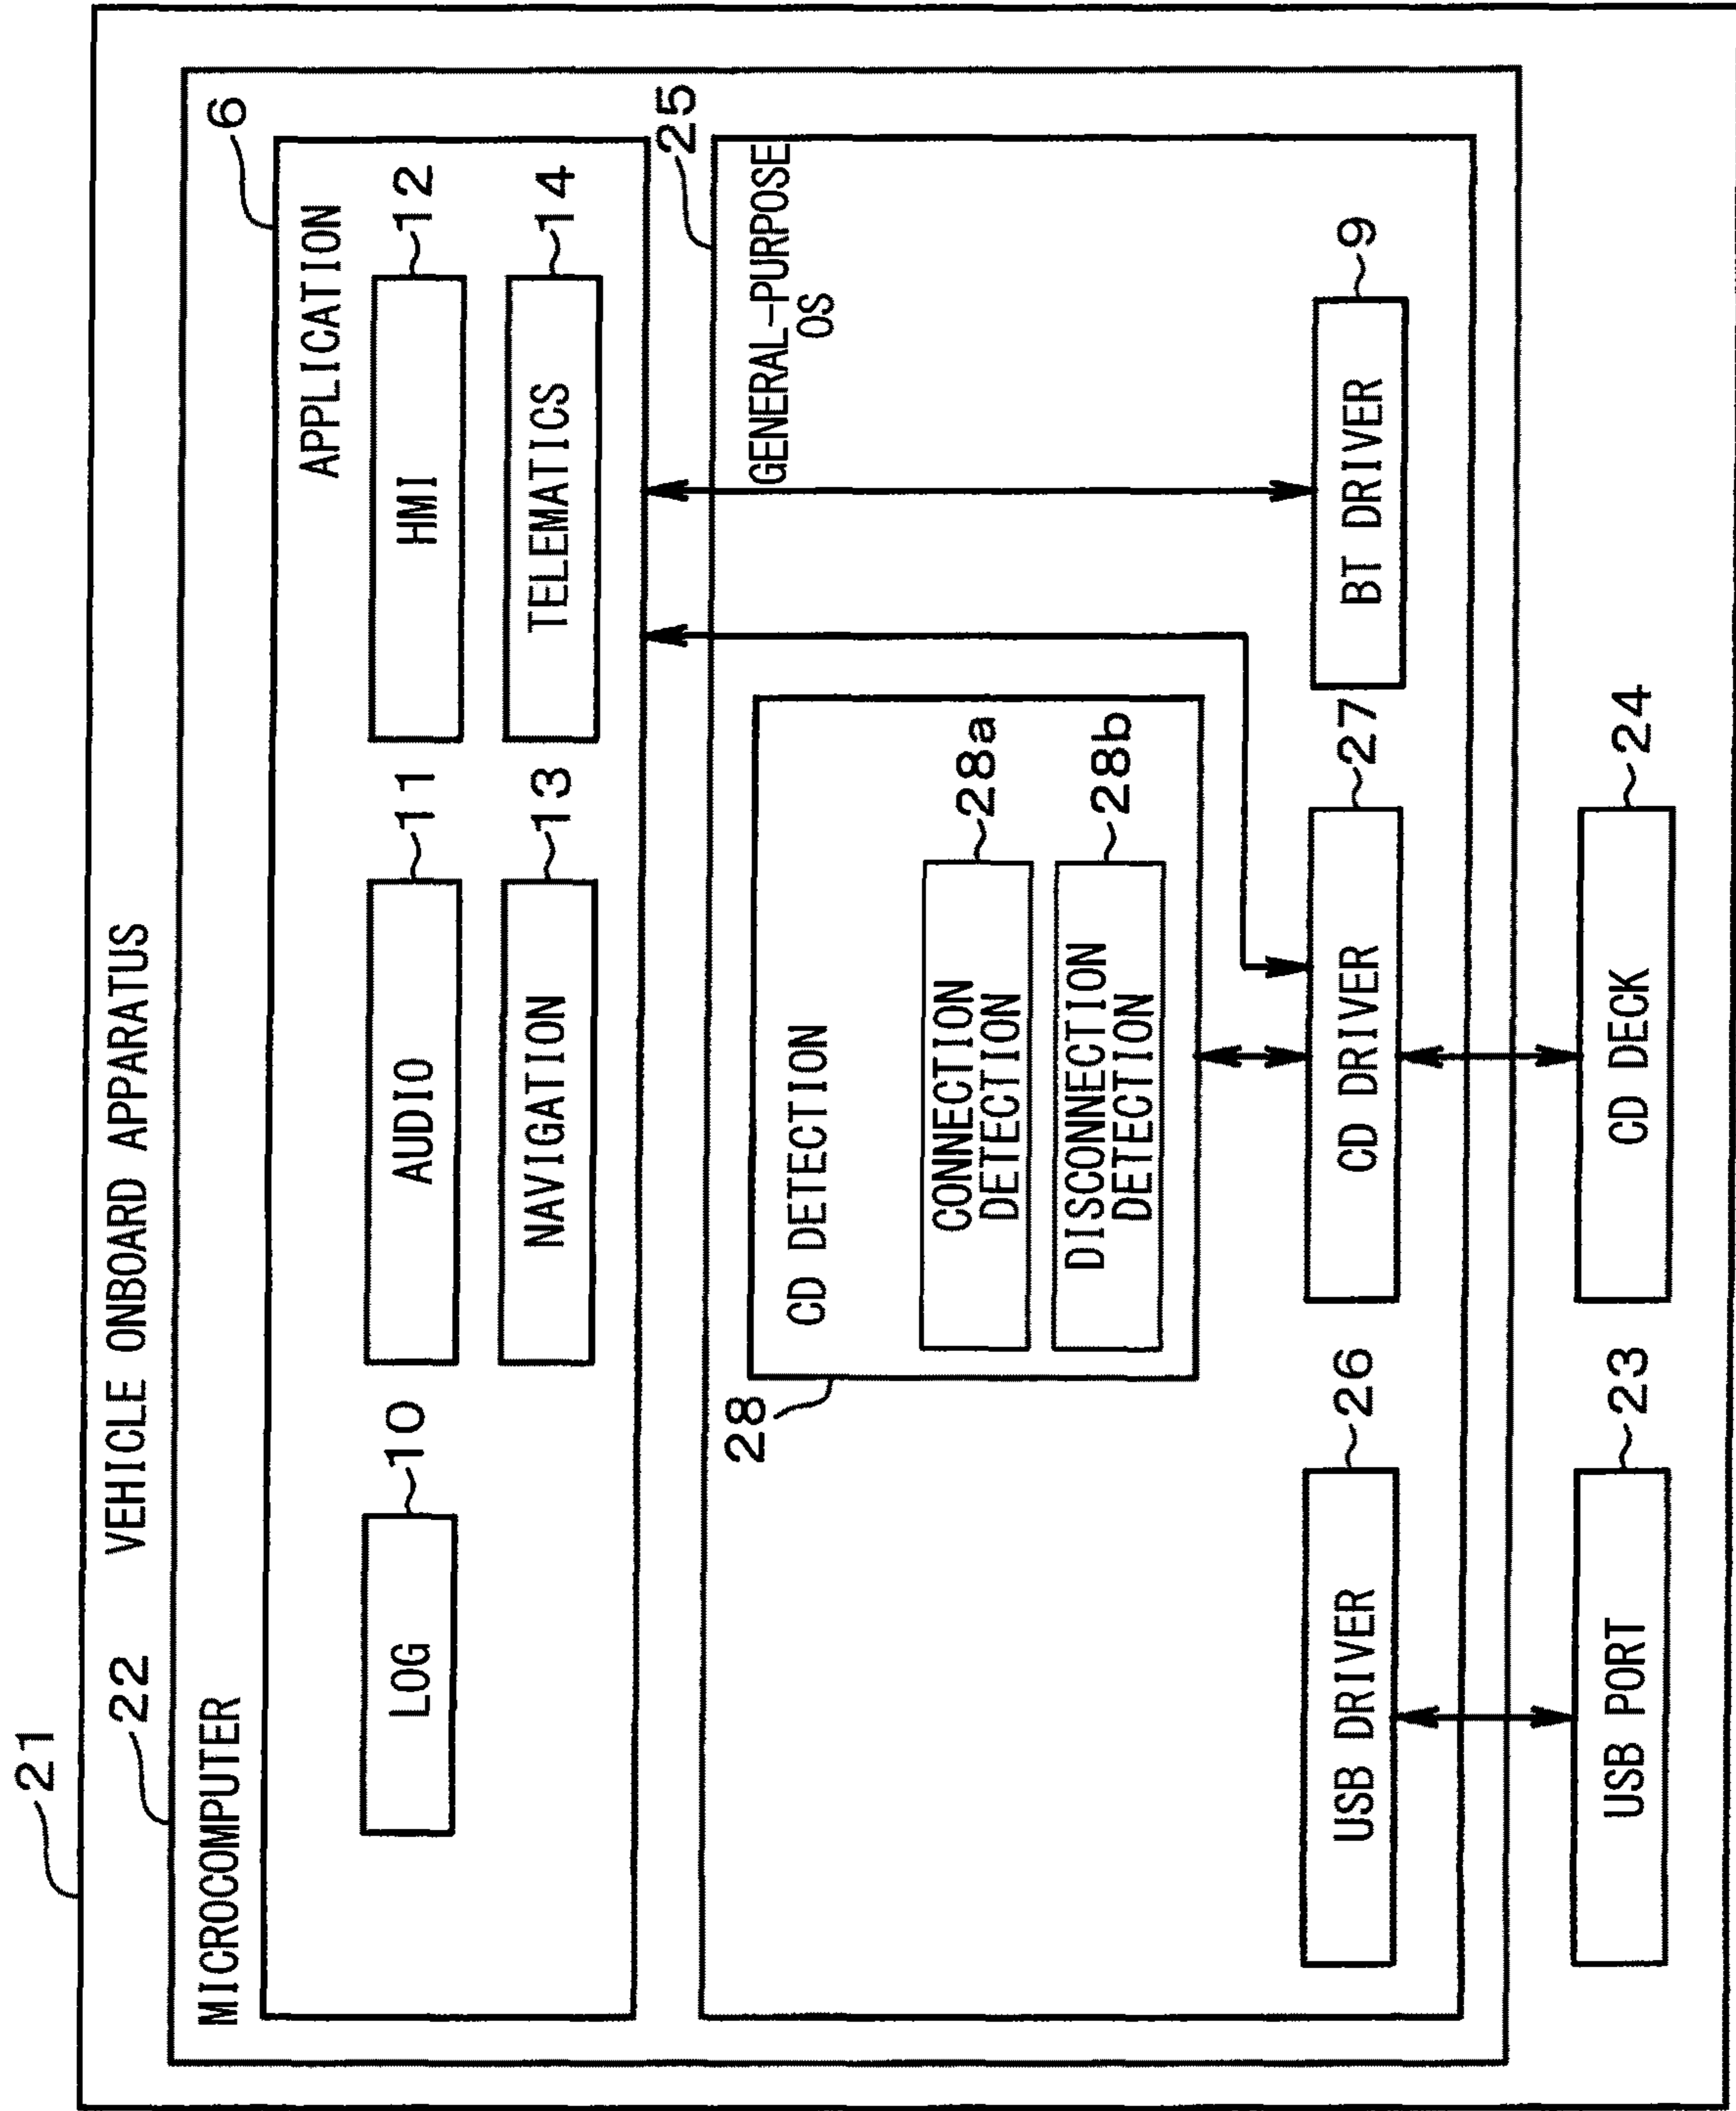 21
22
VEHICLE ONBOARD APPARATUS
MICROCOMPUTER
6
APPLICATION
LOG
10
AUDIO
11
HMI
12
NAVIGATION
13
TELEMATICS
14
25
GENERAL-PURPOSE
OS
28
CD DETECTION
CONNECTION
DETECTION
28a
DISCONNECTION
DETECTION
28b
USB DRIVER
26
CD DRIVER
27
BT DRIVER
9
USB PORT
23
CD DECK
24